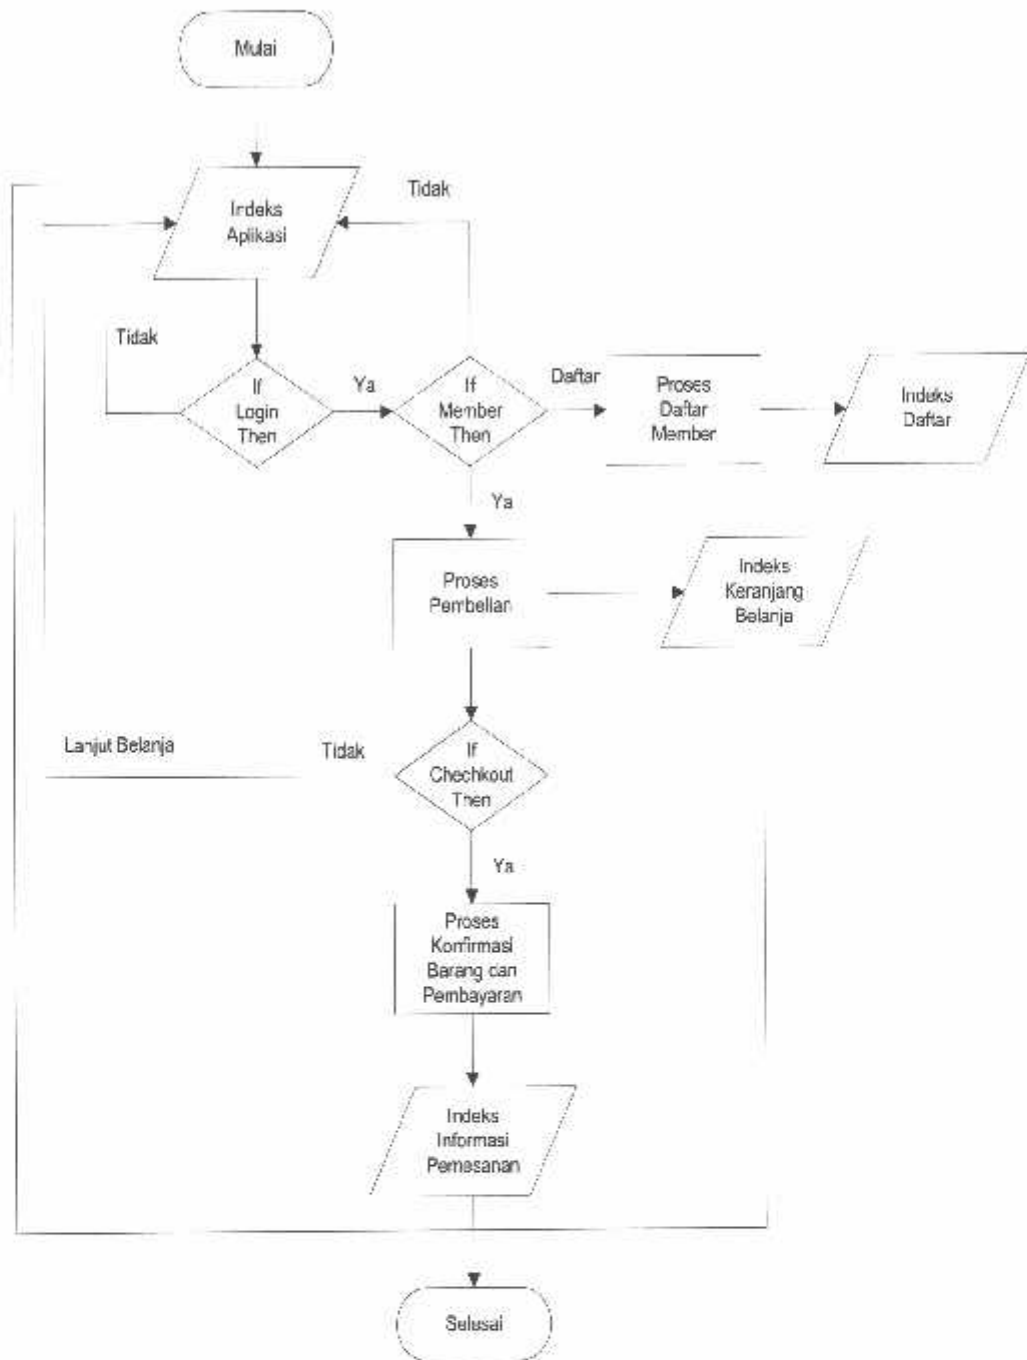 Mulai
Tidak
Indeks
Aplikasi
Tidak
If
Login
Then
Ya
If
Member
Then
Daftar
Proses
Daftar
Member
Indeks
Daftar
Ya
Proses
Pembelian
Indeks
Keranjang
Belanja
Lanjut Belanja
Tidak
If
Chechkout
Then
Ya
Proses
Konfirmasi
Barang dan
Pembayaran
Indeks
Informasi
Pemesanan
Selesai